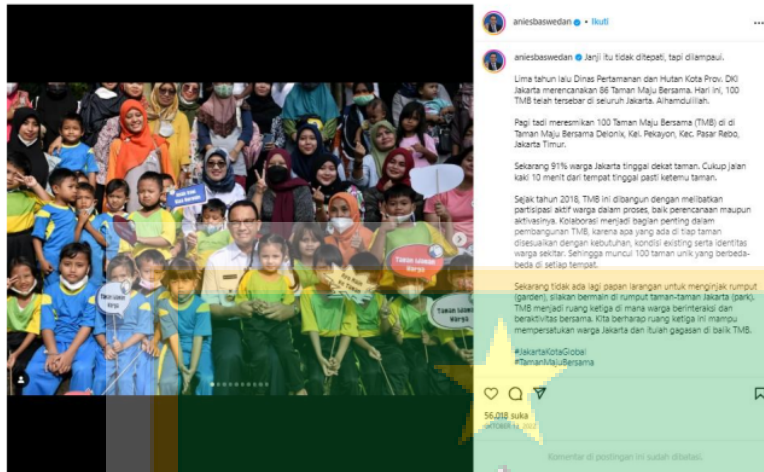 aniesbaswedan • Ikuti
aniesbaswedan Janji itu tidak ditepati, tapi dilampaui.
Lima tahun lalu Dinas Pertamanan dan Hutan Kota Prov. DKI
Jakarta merencanakan 86 Taman Maju Bersama. Hari ini, 100
TMB telah tersebar di seluruh Jakarta. Alhamdulillah.
Pagi tadi meresmikan 100 Taman Maju Bersama (TMB) di di
Taman Maju Bersama Delonix, Kel. Pekayon, Kec. Pasar Rebo,
Jakarta Timur.
Sekarang 91% warga Jakarta tinggal dekat taman. Cukup jalan
kaki 10 menit dari tempat tinggal pasti ketemu taman.
Sejak tahun 2018, TMB ini dibangun dengan melibatkan
partisipasi aktif warga dalam proses, baik perencanaan maupun
aktivasinya. Kolaborasi menjadi bagian penting dalam
pembangunan TMB, karena apa yang ada di tiap taman
disesuaikan dengan kebutuhan, kondisi existing serta identitas
warga sekitar. Sehingga muncul 100 taman unik yang berbeda-
beda di setiap tempat.
Sekarang tidak ada lagi papan larangan untuk menginjak rumput
(garden), silakan bermain di rumput taman-taman Jakarta (park).
TMB menjadi ruang ketiga di mana warga berinteraksi dan
beraktivitas bersama. Kita berharap ruang ketiga ini mampu
mempersatukan warga Jakarta dan itulah gagasan di balik TMB.
#JakartaKotaGlobal
#TamanMajuBersama
56.018 suka
Komentar di postingan ini sudah dibatasi.
Taman Idaman
Warga
Taman Idaman
Warga